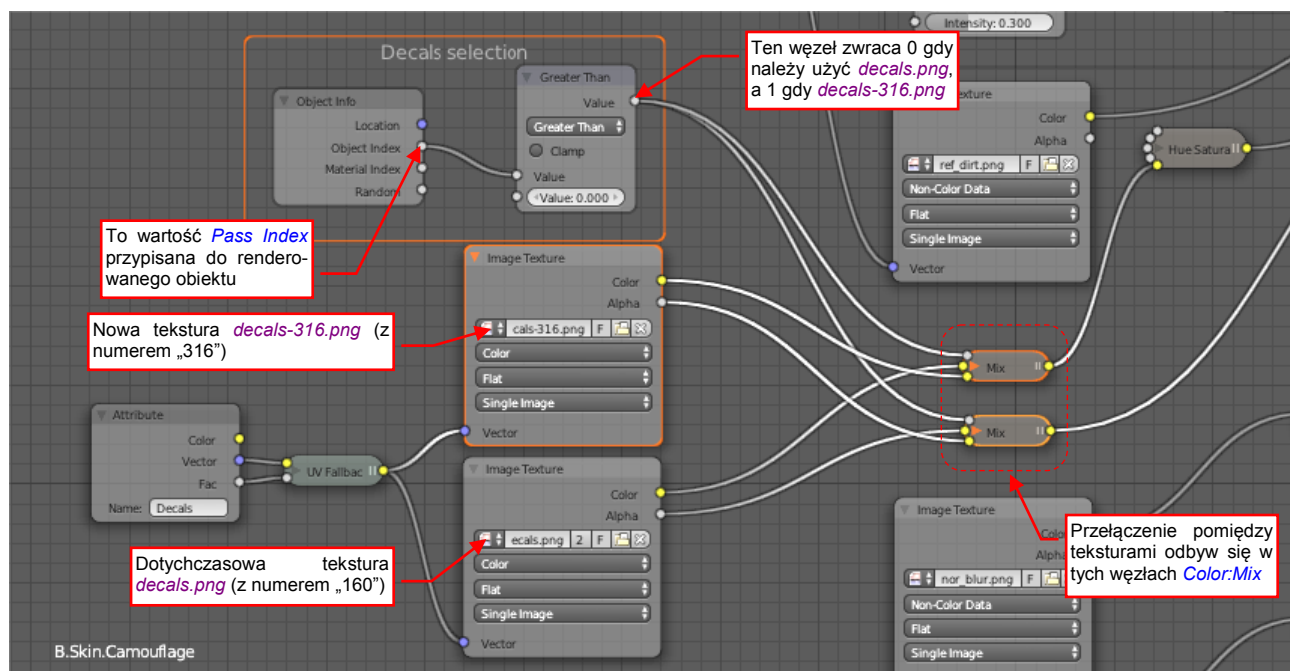 Intensity: 0.300
Decals selection
Ten węzeł zwraca 0 gdy
należy użyć decals.png,
a 1 gdy decals-316.png
Object Info
Location
Object Index
Material Index
Random
Greater Than
Value
Greater Than
Clamp
Value
Value: 0.000
To wartość Pass Index
przypisana do rendero-
wanego obiektu
exture
Color
Alpha
ref_dirt.png F
Non-Color Data
Flat
Single Image
Vector
Hue Satura
Nowa tekstura decals-316.png (z
numerem „316”)
Image Texture
Color
Alpha
cals-316.png F
Color
Flat
Single Image
Vector
Mix
Mix
Attribute
Color
Vector
Fac
Name: Decals
UV Fallbac
Dotychczasowa tekstura
decals.png (z numerem „160”)
Image Texture
Color
Alpha
ecals.png 2 F
Color
Flat
Single Image
Vector
Image Texture
Colo
Alph
nor_blur.png F
Non-Color Data
Flat
Single Image
Przełączenie pomiędzy
teksturami odbyw się w
tych węzłach Color:Mix
B.Skin.Camouflage